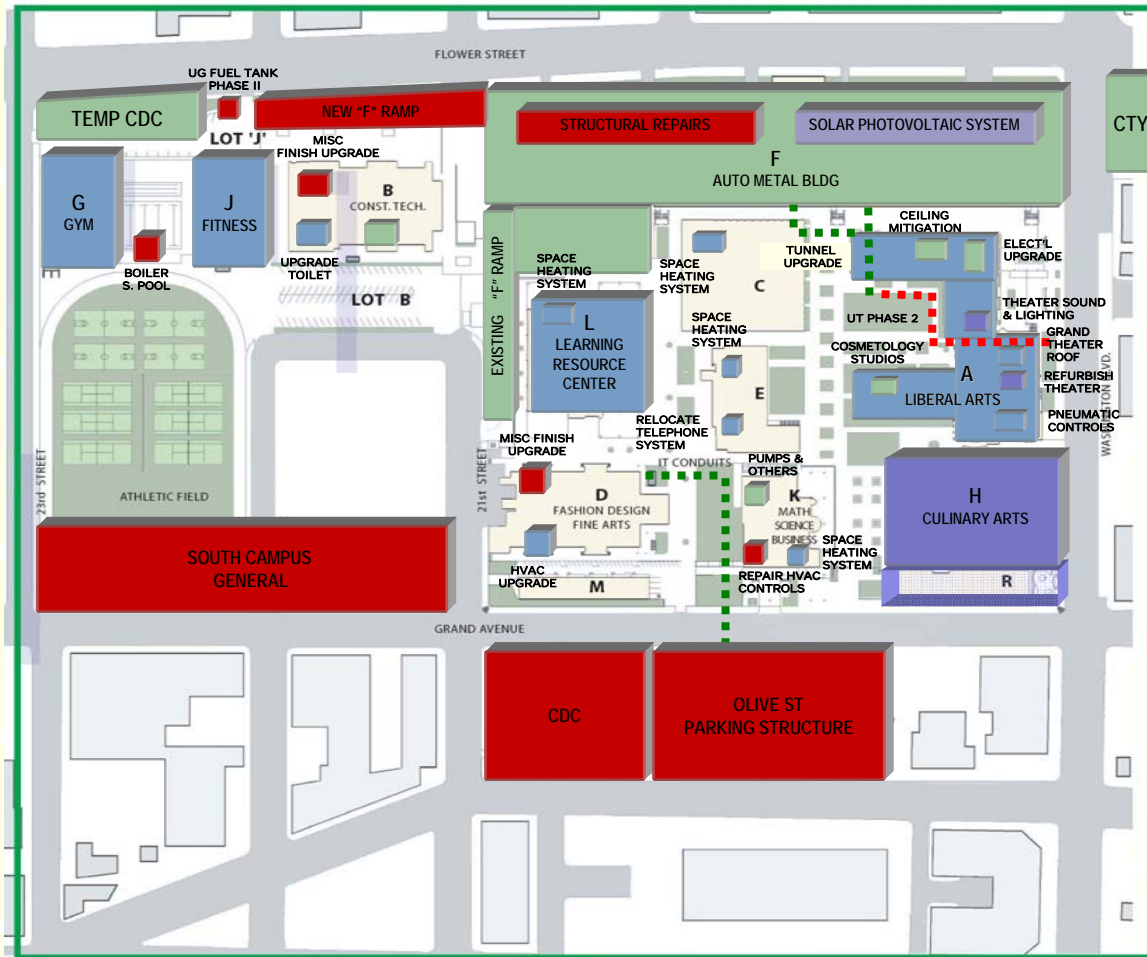 FLOWER STREET
UG FUEL TANK
PHASE II
TEMP CDC
LOT 'J'
NEW "F" RAMP
STRUCTURAL REPAIRS
SOLAR PHOTOVOLTAIC SYSTEM
CTY
F
AUTO METAL BLDG
MISC
FINISH UPGRADE
G
GYM
J
FITNESS
B
CONST. TECH.
UPGRADE
TOILET
BOILER
S. POOL
LOT B
EXISTING "F" RAMP
SPACE
HEATING
SYSTEM
L
LEARNING
RESOURCE
CENTER
SPACE
HEATING
SYSTEM
C
SPACE
HEATING
SYSTEM
E
TUNNEL
UPGRADE
CEILING
MITIGATION
ELECT'L
UPGRADE
UT PHASE 2
THEATER SOUND
& LIGHTING
GRAND
THEATER
ROOF
COSMETOLOGY
STUDIOS
A
LIBERAL ARTS
REFURBISH
THEATER
PNEUMATIC
CONTROLS
WASHINGTON BLVD.
RELOCATE
TELEPHONE
SYSTEM
IT CONDUITS
MISC FINISH
UPGRADE
D
FASHION DESIGN
FINE ARTS
HVAC
UPGRADE
M
PUMPS &
OTHERS
K
MATH
SCIENCE
BUSINESS
SPACE
HEATING
SYSTEM
REPAIR HVAC
CONTROLS
H
CULINARY ARTS
R
23rd STREET
ATHLETIC FIELD
21st STREET
SOUTH CAMPUS
GENERAL
GRAND AVENUE
CDC
OLIVE ST
PARKING STRUCTURE